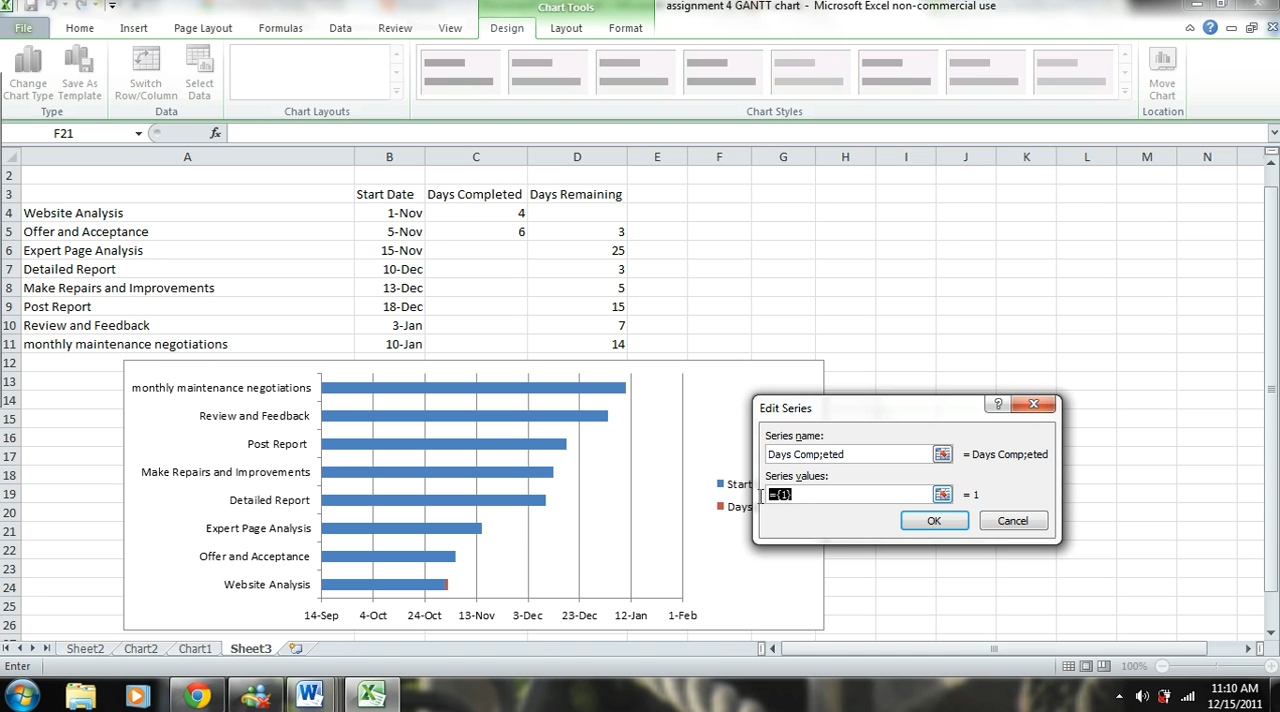 Chart Tools
assignment 4 GANTT chart - Microsoft Excel non-commercial use
File Home Insert Page Layout Formulas Data Review View Design Layout Format
Change Chart Type
Save As Template
Switch Row/Column
Select Data
Move Chart
Type Data Chart Layouts Chart Styles Location
F21 fx
A B C D E F G H I J K L M N
2
3 Start Date Days Completed Days Remaining
4 Website Analysis 1-Nov 4
5 Offer and Acceptance 5-Nov 6 3
6 Expert Page Analysis 15-Nov 25
7 Detailed Report 10-Dec 3
8 Make Repairs and Improvements 13-Dec 5
9 Post Report 18-Dec 15
10 Review and Feedback 3-Jan 7
11 monthly maintenance negotiations 10-Jan 14
12
13
14
15
16
17
18
19
20
21
22
23
24
25
26
monthly maintenance negotiations
Review and Feedback
Post Report
Make Repairs and Improvements
Detailed Report
Expert Page Analysis
Offer and Acceptance
Website Analysis
14-Sep 4-Oct 24-Oct 13-Nov 3-Dec 23-Dec 12-Jan 1-Feb
Start
Days
Edit Series
Series name:
Days Comp;eted = Days Comp;eted
Series values:
={1} = 1
OK Cancel
Sheet2 Chart2 Chart1 Sheet3
Enter 100%
11:10 AM
12/15/2011